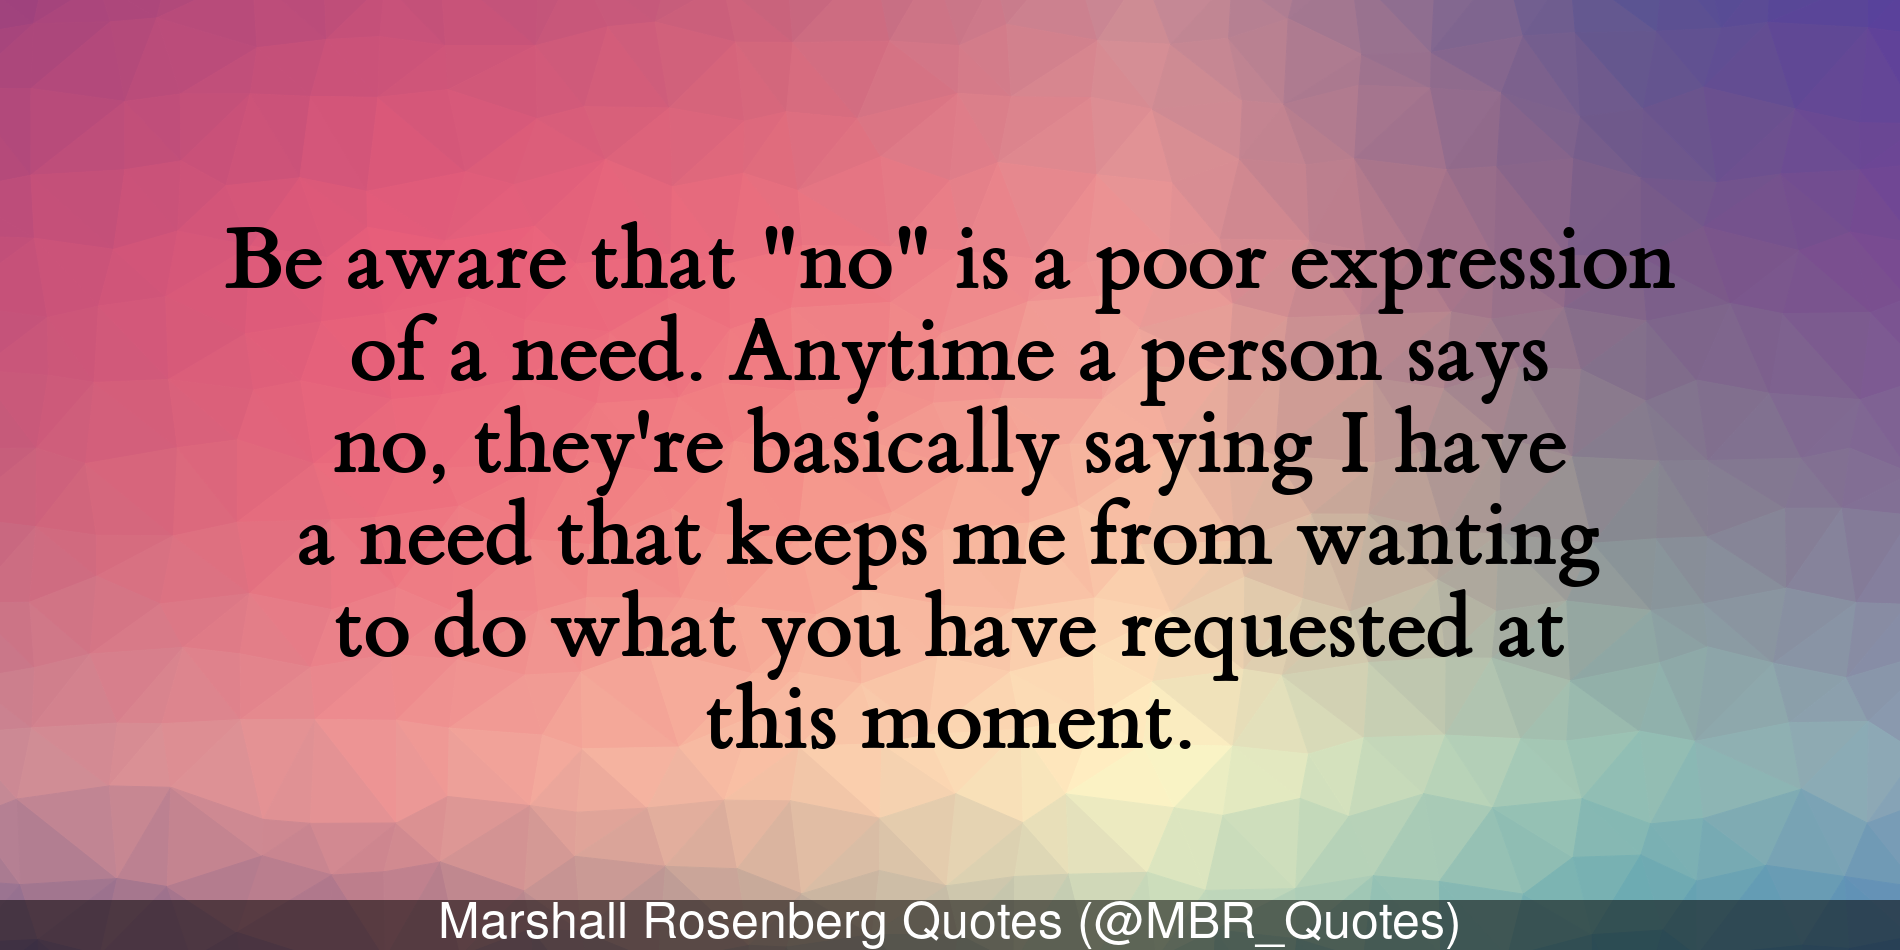 Be aware that "no" is a poor expression
of a need. Anytime a person says
no, they're basically saying I have
a need that keeps me from wanting
to do what you have requested at
this moment.
Marshall Rosenberg Quotes (@MBR_Quotes)